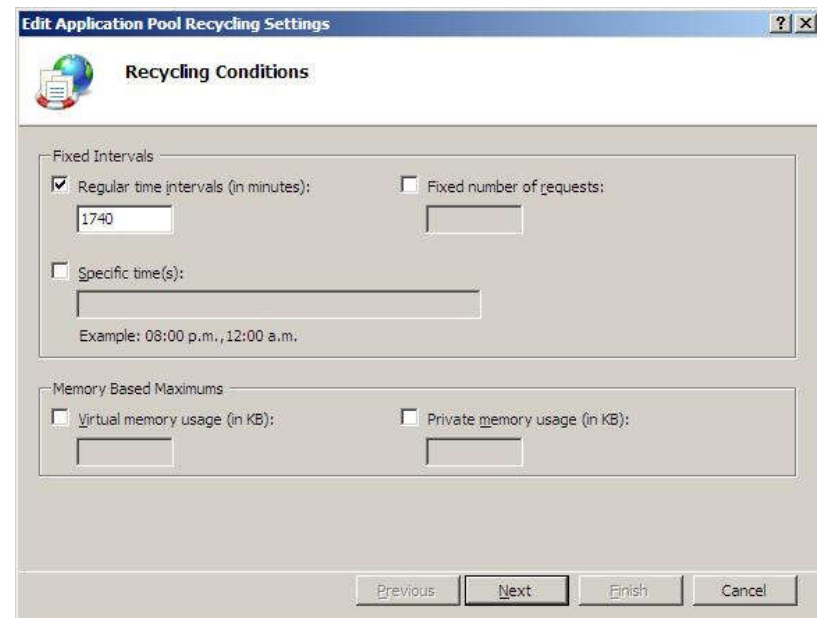 Edit Application Pool Recycling Settings
Recycling Conditions
Fixed Intervals
Regular time intervals (in minutes):
Fixed number of requests:
1740
Specific time(s):
Example: 08:00 p.m.,12:00 a.m.
Memory Based Maximums
Virtual memory usage (in KB):
Private memory usage (in KB):
Previous
Next
Finish
Cancel